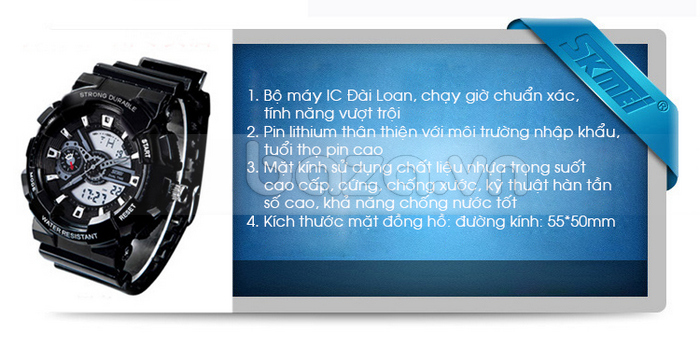 SKMEI®
1. Bộ máy IC Đài Loan, chạy giờ chuẩn xác,
tính năng vượt trội
2. Pin lithium thân thiện với môi trường nhập khẩu,
tuổi thọ pin cao
3. Mặt kính sử dụng chất liệu nhựa trong suốt
cao cấp, cứng, chống xước, kỹ thuật hàn tần
số cao, khả năng chống nước tốt
4. Kích thước mặt đồng hồ: đường kính: 55*50mm
STRONG DURABLE
START
RESET
WATER RESISTANT